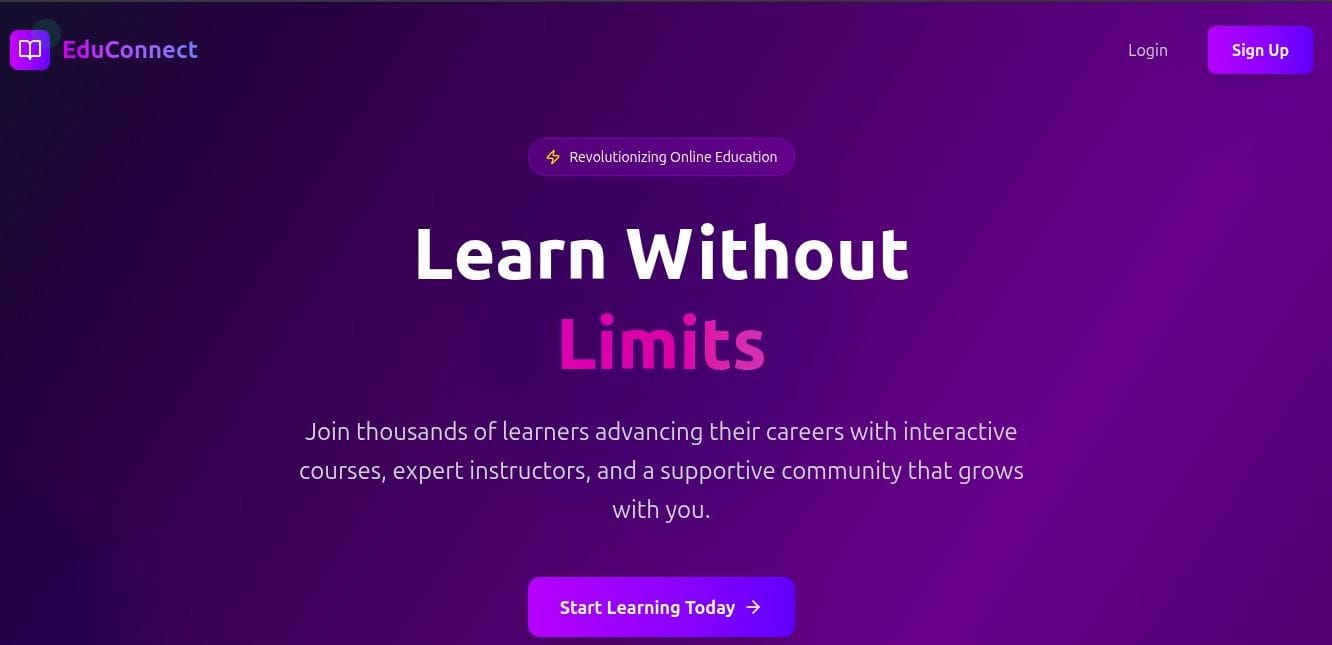 EduConnect
Login
Sign Up
Revolutionizing Online Education
Learn Without
Limits
Join thousands of learners advancing their careers with interactive
courses, expert instructors, and a supportive community that grows
with you.
Start Learning Today